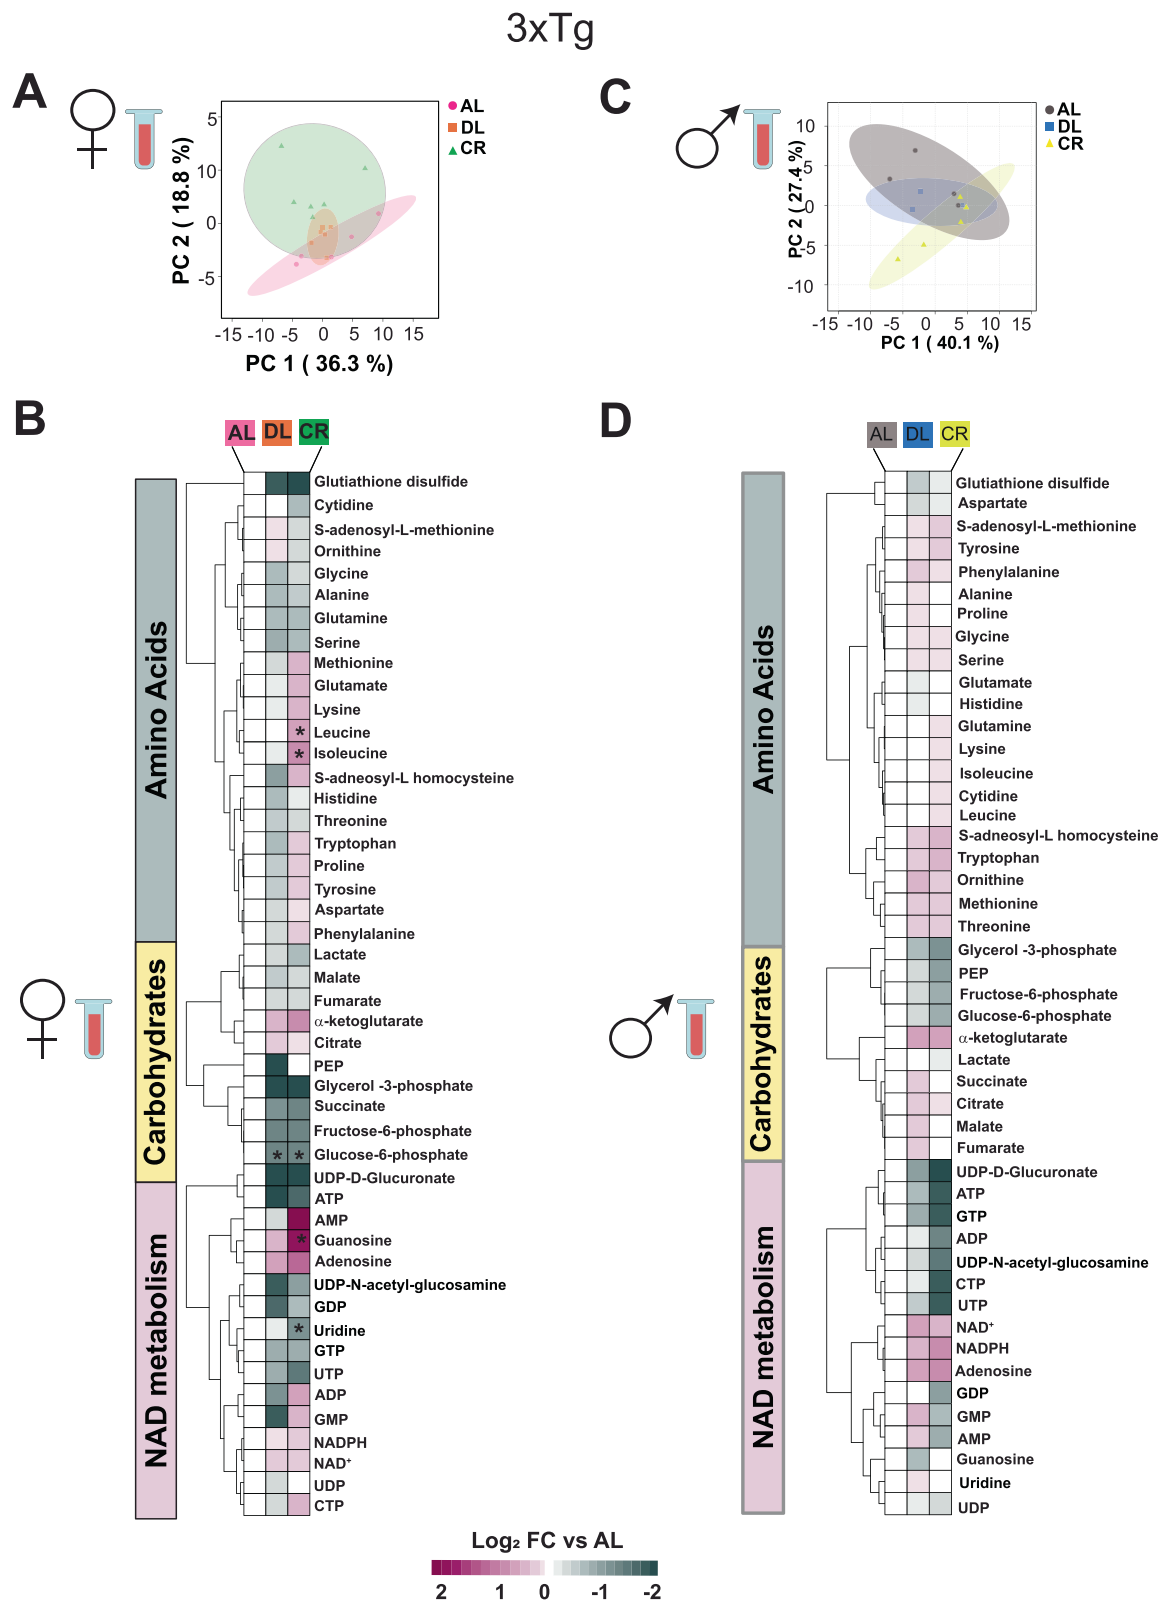 3xTg
A
AL
DL
CR
5
10
0
-5
PC 2 ( 18.8 %)
-15 -10 -5 0 5 10 15
PC 1 ( 36.3 %)
C
AL
DL
CR
10
5
0
-5
-10
PC 2 ( 27.4 %)
-15 -10 -5 0 5 10 15
PC 1 ( 40.1 %)
B
AL DL CR
Amino Acids
Carbohydrates
NAD metabolism
Glutiathione disulfide
Cytidine
S-adenosyl-L-methionine
Ornithine
Glycine
Alanine
Glutamine
Serine
Methionine
Glutamate
Lysine
* Leucine
* Isoleucine
S-adneosyl-L homocysteine
Histidine
Threonine
Tryptophan
Proline
Tyrosine
Aspartate
Phenylalanine
Lactate
Malate
Fumarate
α-ketoglutarate
Citrate
PEP
Glycerol -3-phosphate
Succinate
Fructose-6-phosphate
* * Glucose-6-phosphate
UDP-D-Glucuronate
ATP
AMP
* Guanosine
Adenosine
UDP-N-acetyl-glucosamine
GDP
* Uridine
GTP
UTP
ADP
GMP
NADPH
NAD+
UDP
CTP
D
AL DL CR
Amino Acids
Carbohydrates
NAD metabolism
Glutiathione disulfide
Aspartate
S-adenosyl-L-methionine
Tyrosine
Phenylalanine
Alanine
Proline
Glycine
Serine
Glutamate
Histidine
Glutamine
Lysine
Isoleucine
Cytidine
Leucine
S-adneosyl-L homocysteine
Tryptophan
Ornithine
Methionine
Threonine
Glycerol -3-phosphate
PEP
Fructose-6-phosphate
Glucose-6-phosphate
α-ketoglutarate
Lactate
Succinate
Citrate
Malate
Fumarate
UDP-D-Glucuronate
ATP
GTP
ADP
UDP-N-acetyl-glucosamine
CTP
UTP
NAD+
NADPH
Adenosine
GDP
GMP
AMP
Guanosine
Uridine
UDP
Log₂ FC vs AL
2 1 0 -1 -2